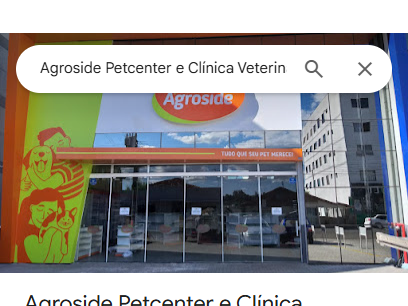 Agroside Petcenter e Clínica Veterin
Agroside
TUDO QUE SEU PET MERECE!
Agroside Petcenter e Clínica